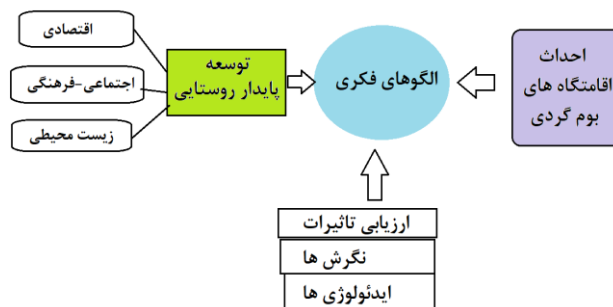 اقتصادی
اجتماعی-فرهنگی
زیست محیطی
توسعه
پایدار روستایی
الگوهای فکری
احداث
اقامتگاه های
بوم گردی
ارزیابی تاثیرات
نگرش ها
ایدئولوژی ها